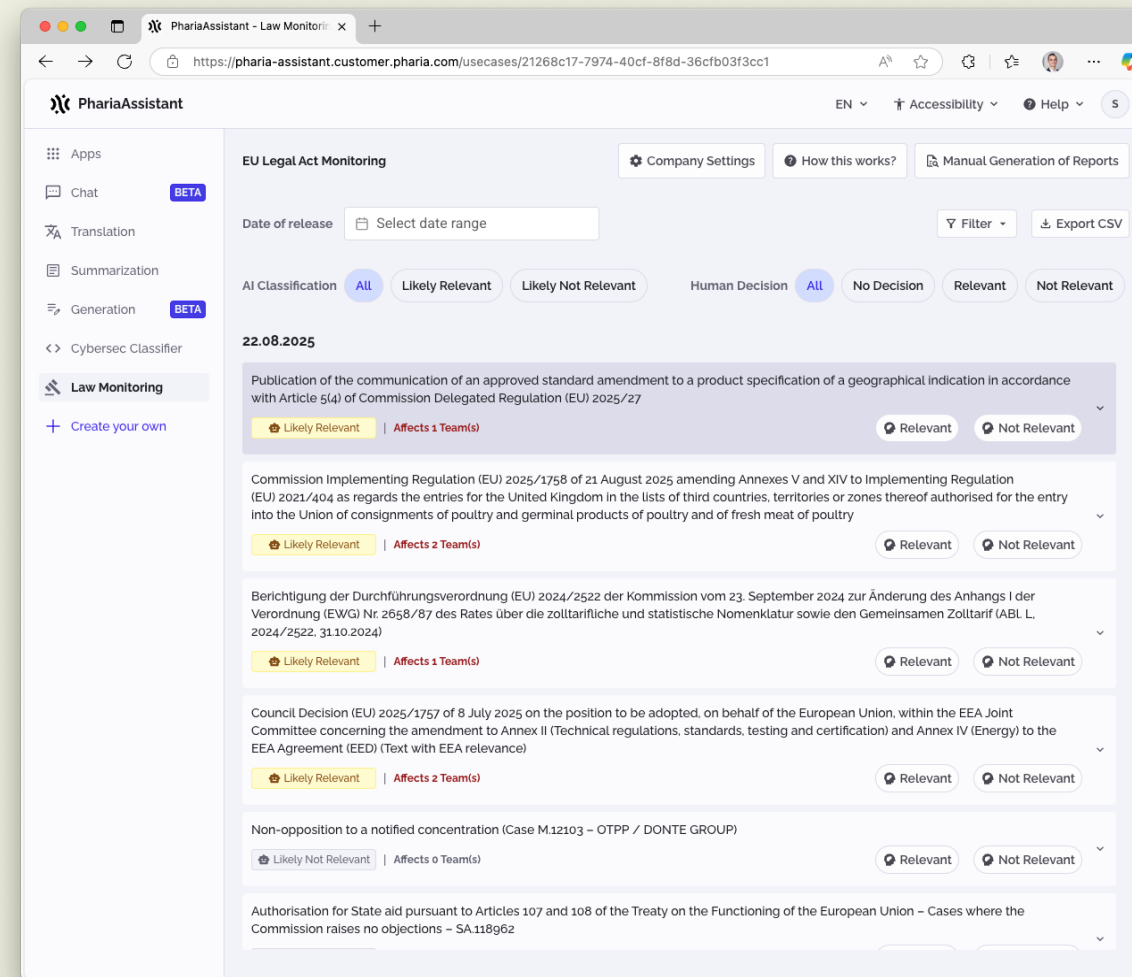 PhariaAssistant - Law Monitorin
https://pharia-assistant.customer.pharia.com/usecases/21268c17-7974-40cf-8f8d-36cfb03f3cc1
PhariaAssistant
EN
Accessibility
Help
S
Apps
Chat
BETA
Translation
Summarization
Generation
BETA
Cybersec Classifier
Law Monitoring
Create your own
EU Legal Act Monitoring
Company Settings
How this works?
Manual Generation of Reports
Date of release
Select date range
Filter
Export CSV
AI Classification
All
Likely Relevant
Likely Not Relevant
Human Decision
All
No Decision
Relevant
Not Relevant
22.08.2025
Publication of the communication of an approved standard amendment to a product specification of a geographical indication in accordance
with Article 5(4) of Commission Delegated Regulation (EU) 2025/27
Likely Relevant | Affects 1 Team(s)
Relevant
Not Relevant
Commission Implementing Regulation (EU) 2025/1758 of 21 August 2025 amending Annexes V and XIV to Implementing Regulation
(EU) 2021/404 as regards the entries for the United Kingdom in the lists of third countries, territories or zones thereof authorised for the entry
into the Union of consignments of poultry and germinal products of poultry and of fresh meat of poultry
Likely Relevant | Affects 2 Team(s)
Relevant
Not Relevant
Berichtigung der Durchführungsverordnung (EU) 2024/2522 der Kommission vom 23. September 2024 zur Änderung des Anhangs I der
Verordnung (EWG) Nr. 2658/87 des Rates über die zolltarifliche und statistische Nomenklatur sowie den Gemeinsamen Zolltarif (ABl. L,
2024/2522, 31.10.2024)
Likely Relevant | Affects 1 Team(s)
Relevant
Not Relevant
Council Decision (EU) 2025/1757 of 8 July 2025 on the position to be adopted, on behalf of the European Union, within the EEA Joint
Committee concerning the amendment to Annex II (Technical regulations, standards, testing and certification) and Annex IV (Energy) to the
EEA Agreement (EED) (Text with EEA relevance)
Likely Relevant | Affects 2 Team(s)
Relevant
Not Relevant
Non-opposition to a notified concentration (Case M.12103 – OTPP / DONTE GROUP)
Likely Not Relevant | Affects 0 Team(s)
Relevant
Not Relevant
Authorisation for State aid pursuant to Articles 107 and 108 of the Treaty on the Functioning of the European Union – Cases where the
Commission raises no objections – SA.118962